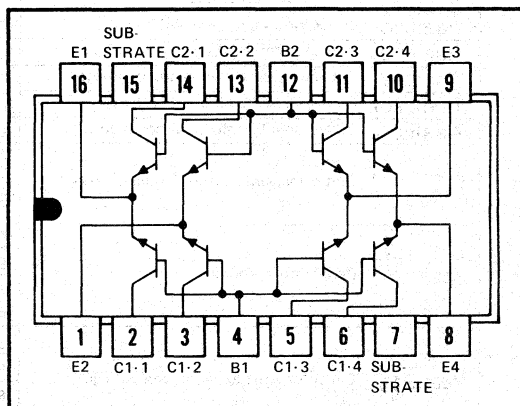 SUB-
E1 STRATE C2·1 C2·2 B2 C2·3 C2·4 E3
16 15 14 13 12 11 10 9
1 2 3 4 5 6 7 8
E2 C1·1 C1·2 B1 C1·3 C1·4 SUB- E4
STRATE